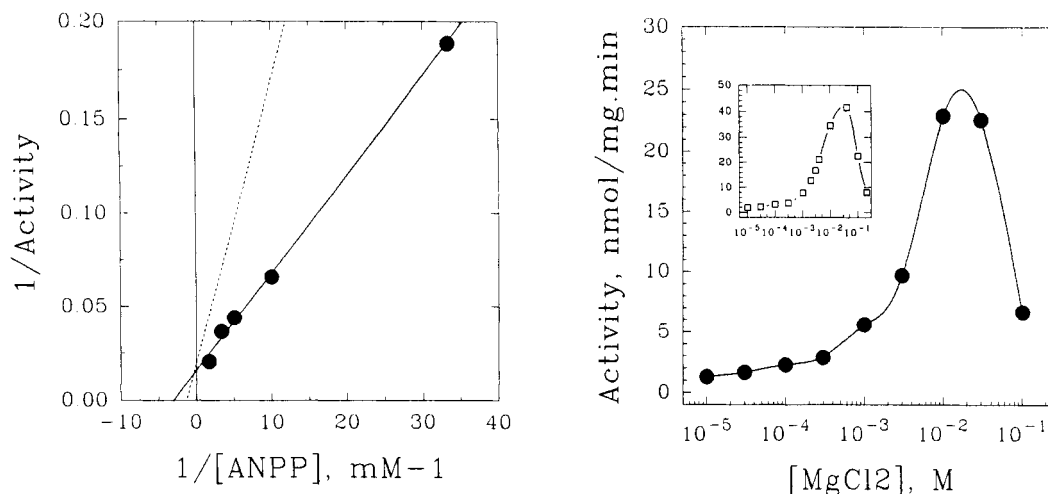 0.20
0.15
0.10
0.05
0.00
1/Activity
-10 0 10 20 30 40
1/[ANPP], mM-1
30
25
20
15
10
5
0
Activity, nmol/mg.min
50
40
30
20
10
0
10-5 10-4 10-3 10-2 10-1
10-5 10-4 10-3 10-2 10-1
[MgCl2], M